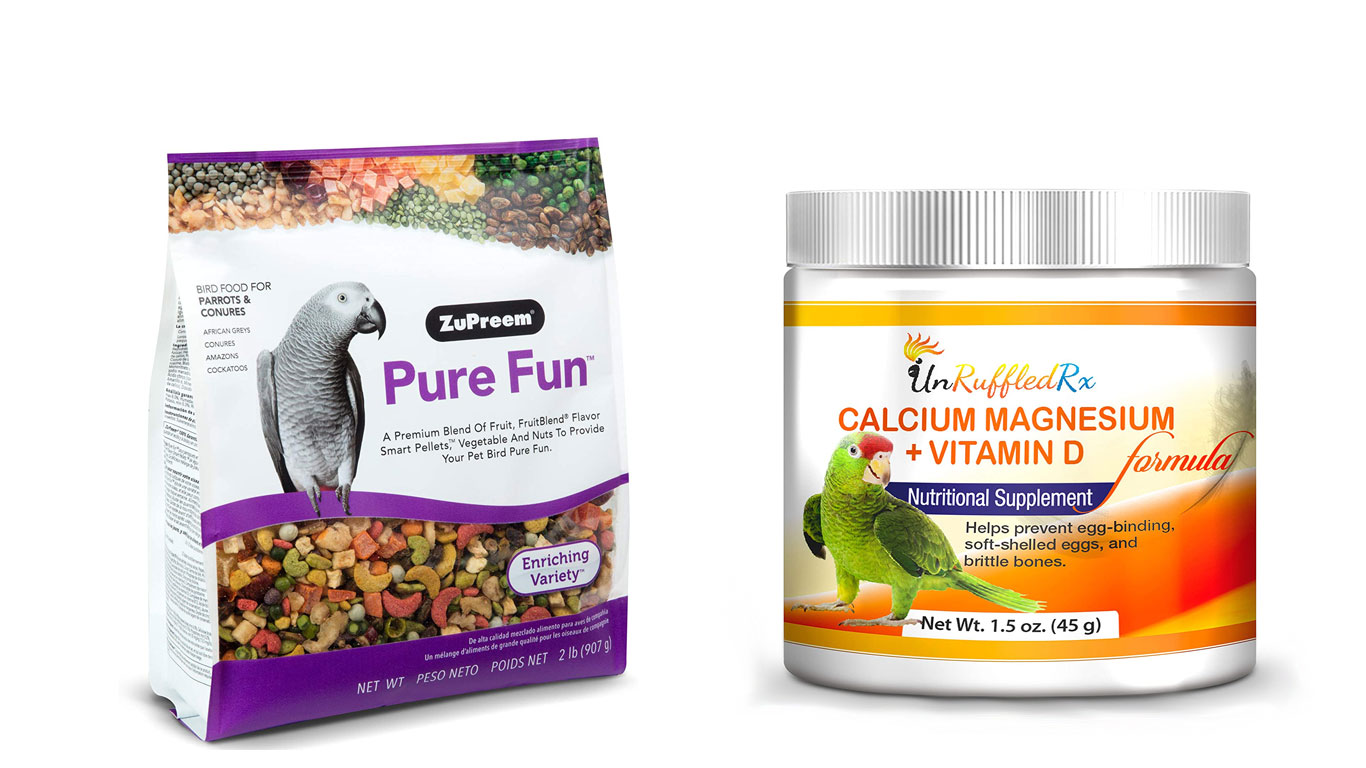 BIRD FOOD FOR
PARROTS &
CONURES
AFRICAN GREYS
CONURES
AMAZONS
COCKATOOS
ZuPreem®
Pure Fun™
A Premium Blend Of Fruit, FruitBlend® Flavor
Smart Pellets,™ Vegetable And Nuts To Provide
Your Pet Bird Pure Fun.
Enriching
Variety™
De alta calidad mezclado alimento para aves de compañía
Un mélange d'aliments de grande qualité pour les oiseaux de compagnie
NET WT PESO NETO POIDS NET 2 lb (907 g)
UnRuffledRx
CALCIUM MAGNESIUM
+ VITAMIN D formula
Nutritional Supplement
Helps prevent egg-binding,
soft-shelled eggs, and
brittle bones.
Net Wt. 1.5 oz. (45 g)